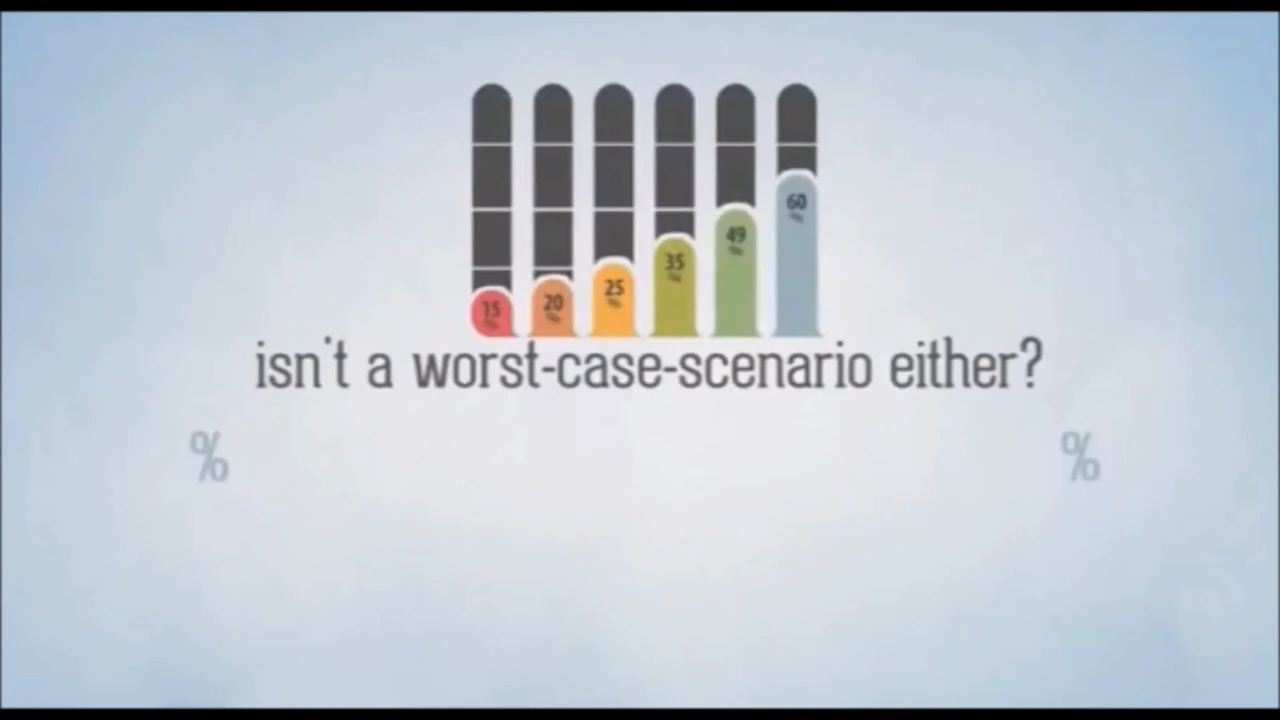 15 % 20 % 25 % 35 % 49 % 60 %
isn't a worst-case-scenario either?
% %